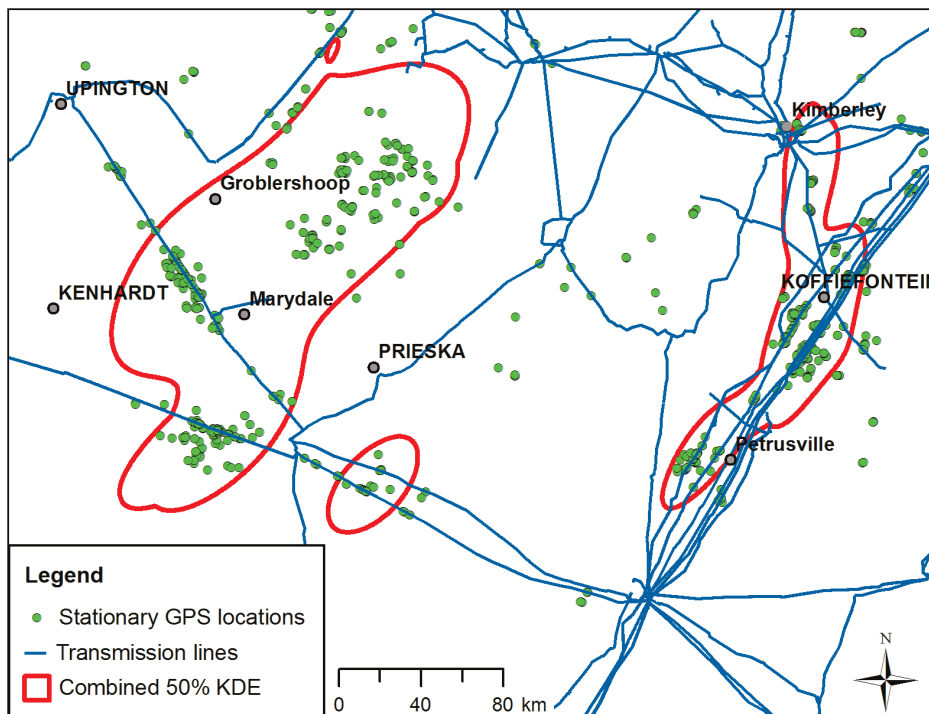 UPINGTON
Kimberley
Groblershoop
KENHARDT
Marydale
KOFFIEFONTEIN
PRIESKA
Petrusville
Legend
Stationary GPS locations
Transmission lines
Combined 50% KDE
0 40 80 km
N